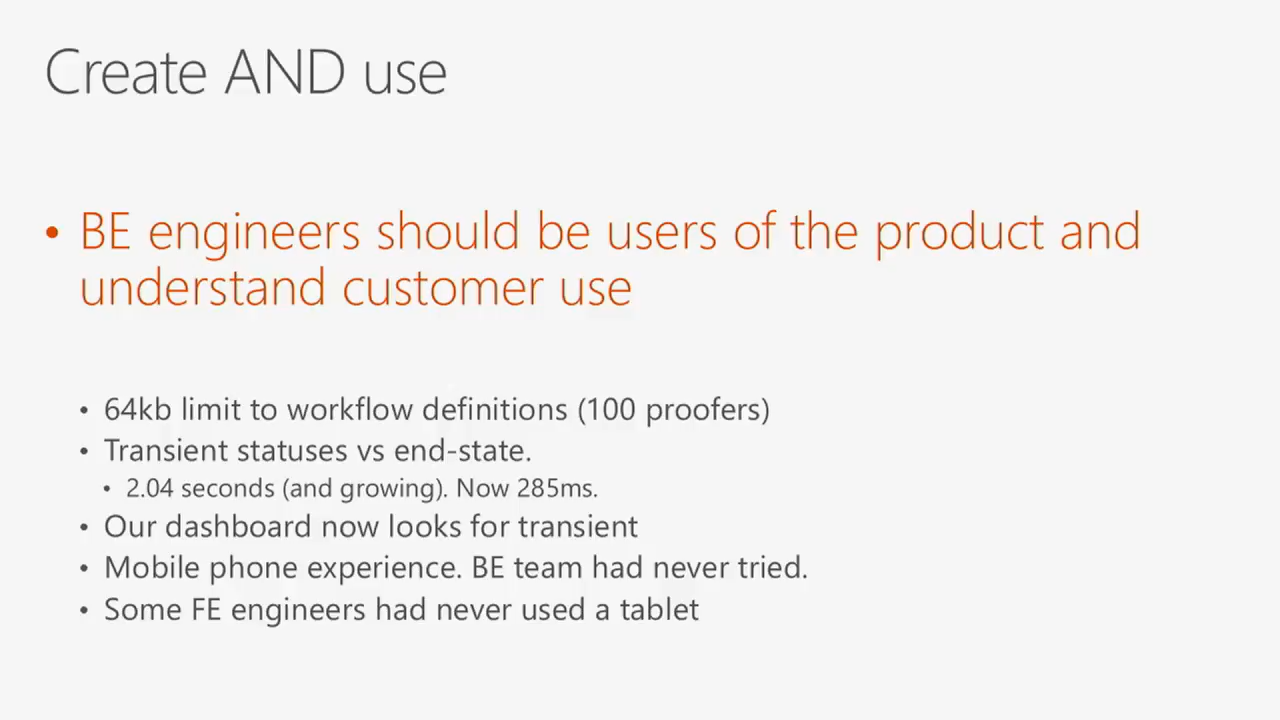 Create AND use
• BE engineers should be users of the product and
understand customer use
• 64kb limit to workflow definitions (100 proofers)
• Transient statuses vs end-state.
• 2.04 seconds (and growing). Now 285ms.
• Our dashboard now looks for transient
• Mobile phone experience. BE team had never tried.
• Some FE engineers had never used a tablet